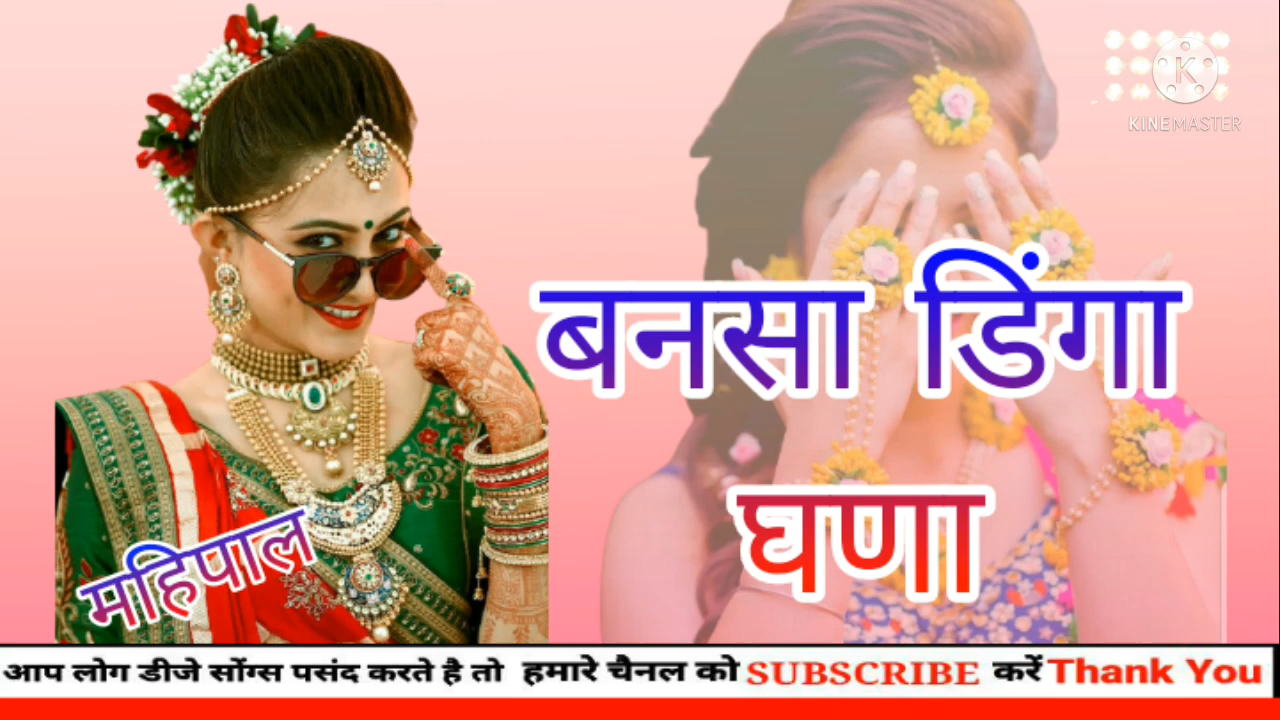 KINEMASTER
बनसा डिंगा
घणा
महिपाल
आप लोग डीजे सोंग्स पसंद करते है तो हमारे चैनल को SUBSCRIBE करें Thank You